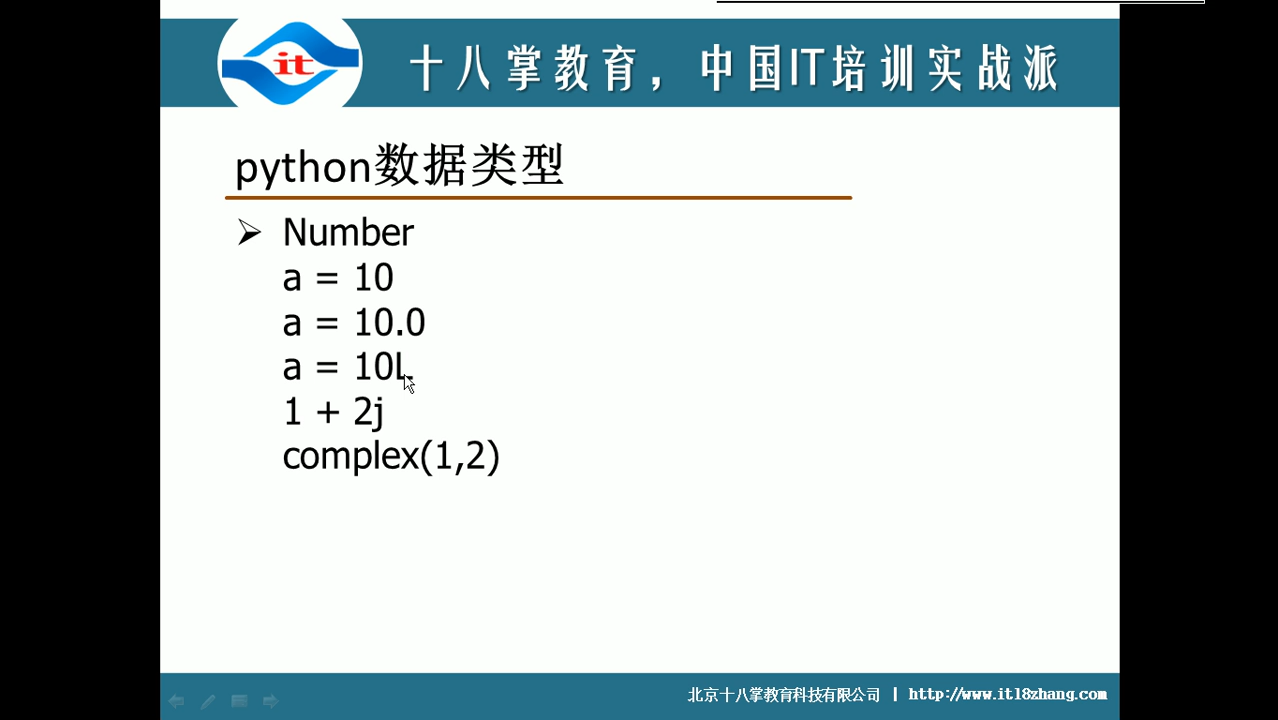 it
十八掌教育，中国IT培训实战派
python数据类型
➢ Number
a = 10
a = 10.0
a = 10L
1 + 2j
complex(1,2)
北京十八掌教育科技有限公司 | http://www.it18zhang.com